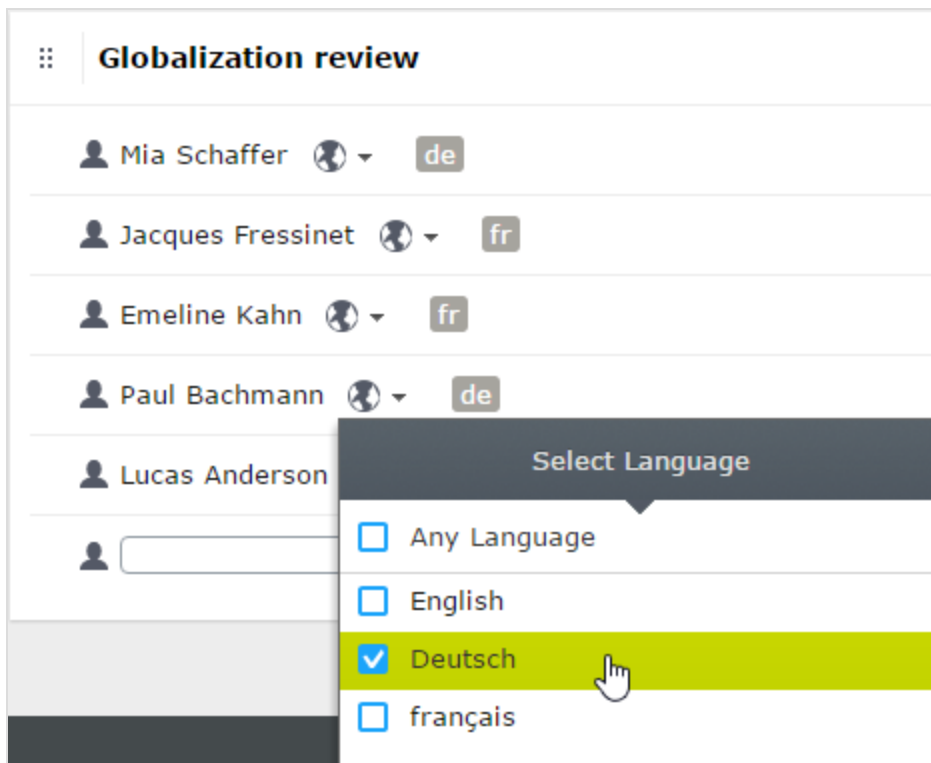 Globalization review
Mia Schaffer de
Jacques Fressinet fr
Emeline Kahn fr
Paul Bachmann de
Lucas Anderson
Select Language
Any Language
English
Deutsch
français